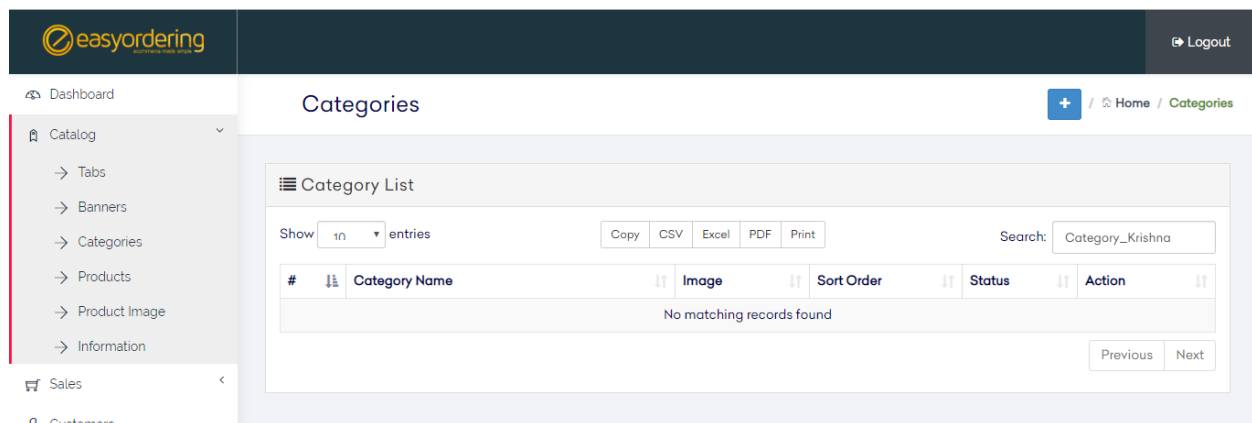 easyordering
ecommerce made simple
Logout
Dashboard
Categories
+ / Home / Categories
Catalog
Tabs
Category List
Banners
Show 10 entries
Copy CSV Excel PDF Print
Search: Category_Krishna
Categories
# Category Name Image Sort Order Status Action
Products
No matching records found
Product Image
Information
Previous Next
Sales
Customers